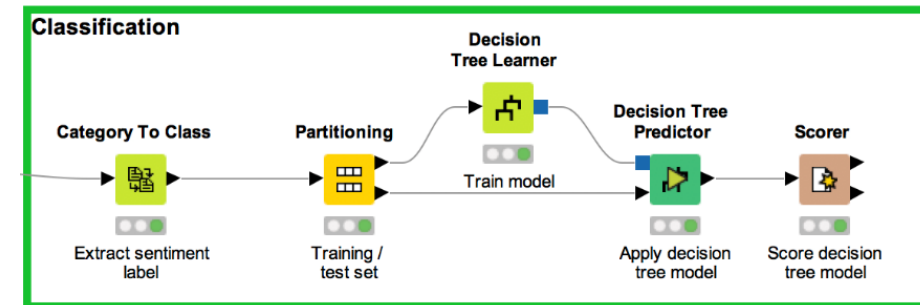 Classification
Decision
Tree Learner
Category To Class
Partitioning
Decision Tree
Predictor
Scorer
Train model
Extract sentiment
label
Training /
test set
Apply decision
tree model
Score decision
tree model